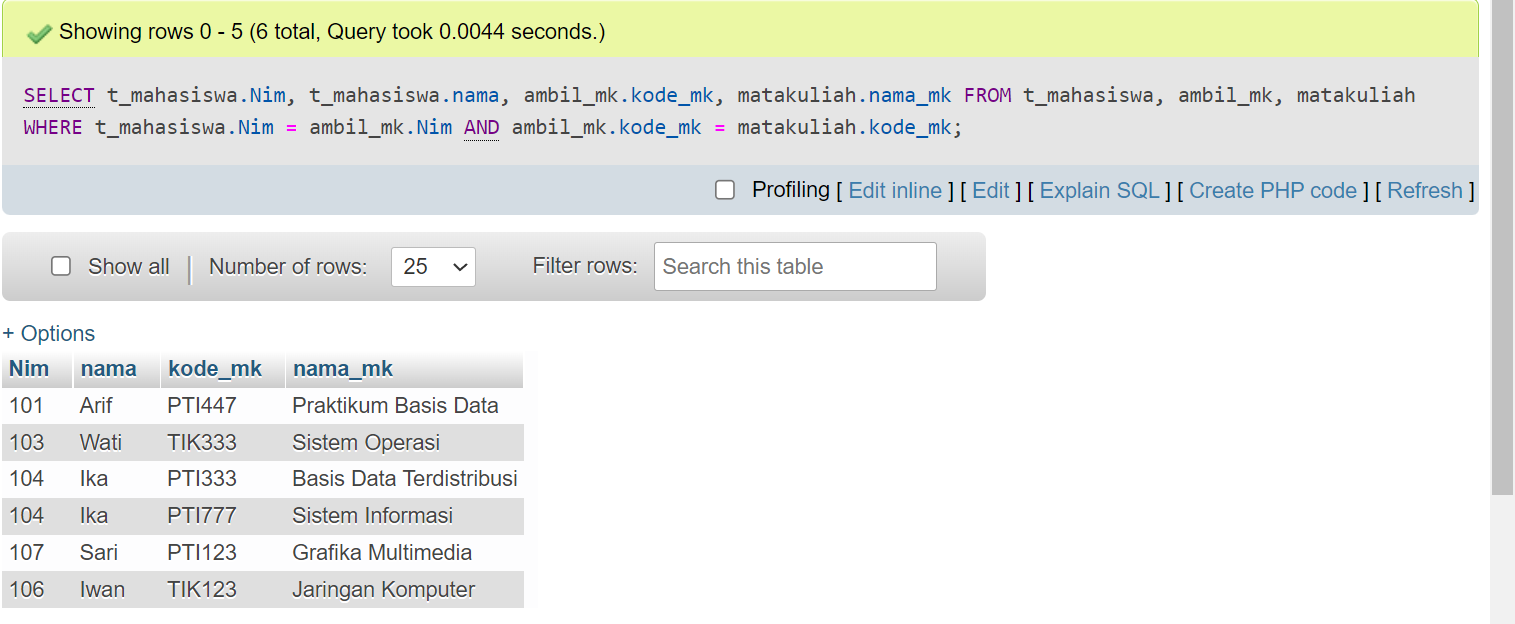 Showing rows 0 - 5 (6 total, Query took 0.0044 seconds.)
SELECT t_mahasiswa.Nim, t_mahasiswa.nama, ambil_mk.kode_mk, matakuliah.nama_mk FROM t_mahasiswa, ambil_mk, matakuliah
WHERE t_mahasiswa.Nim = ambil_mk.Nim AND ambil_mk.kode_mk = matakuliah.kode_mk;
Profiling [ Edit inline ] [ Edit ] [ Explain SQL ] [ Create PHP code ] [ Refresh ]
Show all | Number of rows: 25 Filter rows: Search this table
+ Options
Nim nama kode_mk nama_mk
101 Arif PTI447 Praktikum Basis Data
103 Wati TIK333 Sistem Operasi
104 Ika PTI333 Basis Data Terdistribusi
104 Ika PTI777 Sistem Informasi
107 Sari PTI123 Grafika Multimedia
106 Iwan TIK123 Jaringan Komputer